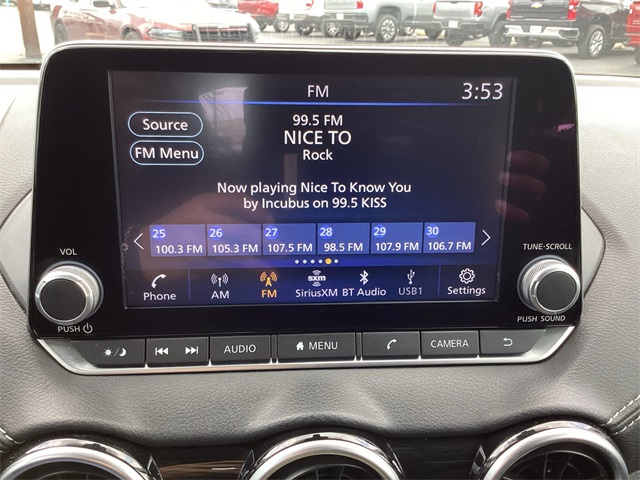 FM 3:53
Source
FM Menu
99.5 FM
NICE TO
Rock
Now playing Nice To Know You
by Incubus on 99.5 KISS
25 26 27 28 29 30
100.3 FM 105.3 FM 107.5 FM 98.5 FM 107.9 FM 106.7 FM
Phone AM FM SXM SiriusXM BT Audio USB1 Settings
VOL
PUSH
TUNE·SCROLL
PUSH SOUND
AUDIO MENU CAMERA